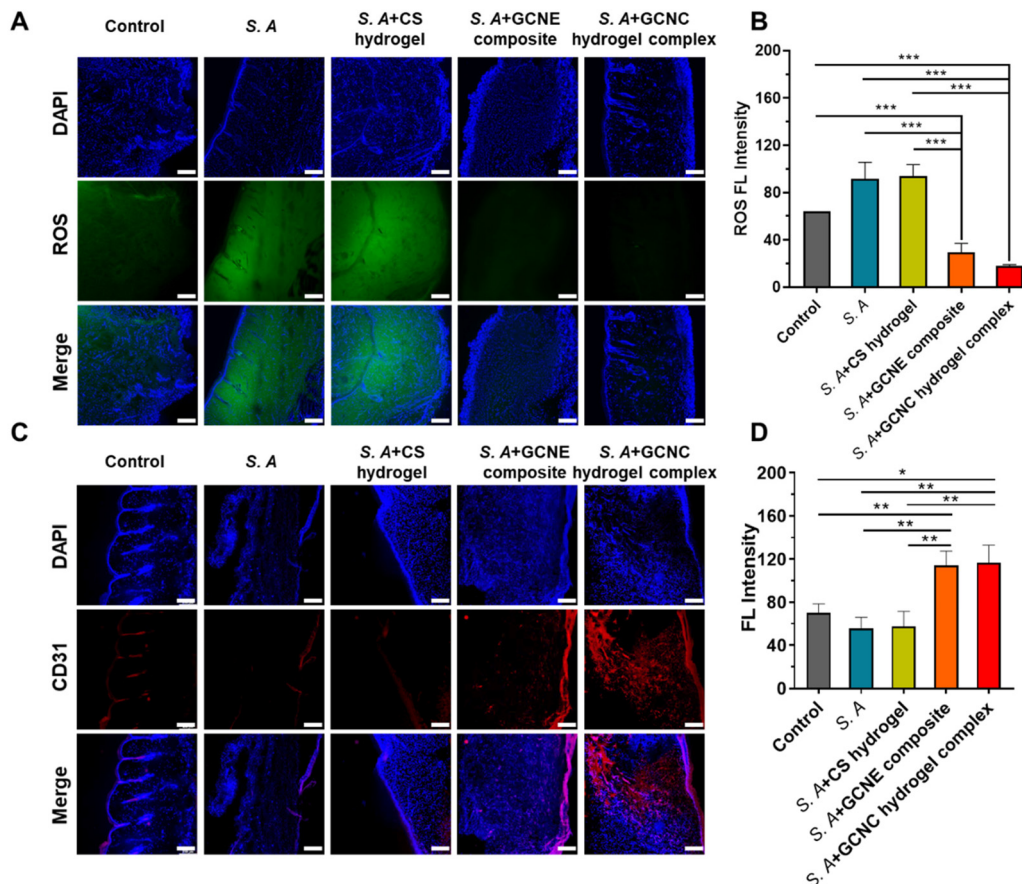 A
Control
S. A
S. A+CS
hydrogel
S. A+GCNE
composite
S. A+GCNC
hydrogel complex
DAPI
ROS
Merge
B
ROS FL Intensity
200
160
120
80
40
0
***
***
***
***
***
***
Control
S. A
S. A+CS hydrogel
S. A+GCNE composite
S. A+GCNC hydrogel complex
C
Control
S. A
S. A+CS
hydrogel
S. A+GCNE
composite
S. A+GCNC
hydrogel complex
DAPI
CD31
Merge
D
FL Intensity
200
160
120
80
40
0
*
**
**
**
**
**
Control
S. A
S. A+CS hydrogel
S. A+GCNE composite
S. A+GCNC hydrogel complex